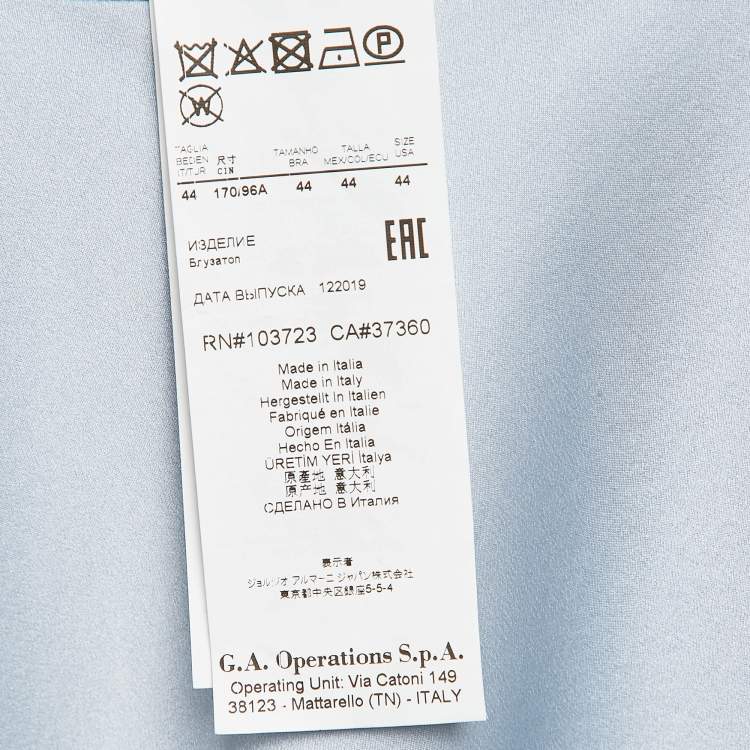 W
P
TAGLIA BEDEN IT/TUR 尺寸 CIN TAMANHO BRA TALLA MEX/COL/ECU SIZE USA
44 170/96A 44 44 44
ИЗДЕЛИЕ EAC
Блузатоп
ДАТА ВЫПУСКА 122019
RN#103723 CA#37360
Made in Italia
Made in Italy
Hergestellt in Italien
Fabriqué en Italie
Origem Itália
Hecho En Italia
ÜRETİM YERİ İtalya
原產地 意大利
原产地 意大利
СДЕЛАНО В Италия
表示者
ジョルジオ アルマーニ ジャパン株式会社
東京都中央区銀座5-5-4
G.A. Operations S.p.A.
Operating Unit: Via Catoni 149
38123 - Mattarello (TN) - ITALY